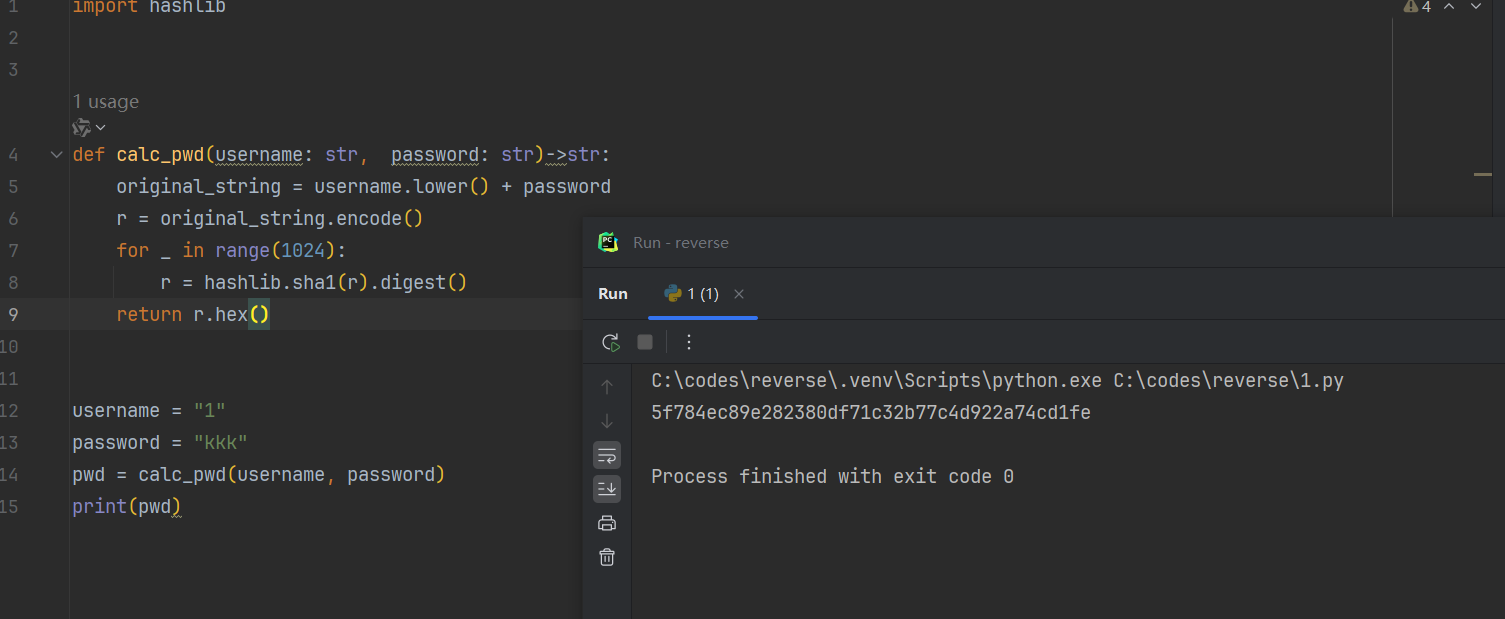 1 import hashlib
4
2
3
1 usage
4 def calc_pwd(username: str,  password: str)->str:
5     original_string = username.lower() + password
6     r = original_string.encode()
7     for _ in range(1024):
8         r = hashlib.sha1(r).digest()
9     return r.hex()
10
11
12 username = "1"
13 password = "kkk"
14 pwd = calc_pwd(username, password)
15 print(pwd)
PC
Run - reverse
Run
1 (1)
C:\codes\reverse\.venv\Scripts\python.exe C:\codes\reverse\1.py
5f784ec89e282380df71c32b77c4d922a74cd1fe
Process finished with exit code 0